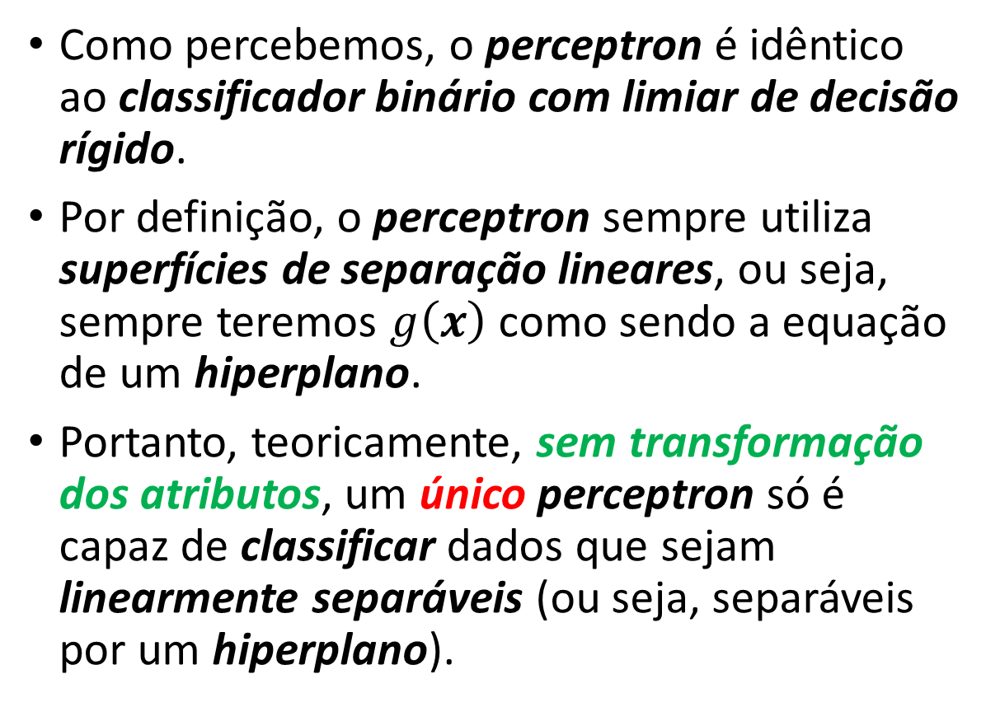 • Como percebemos, o perceptron é idêntico
ao classificador binário com limiar de decisão
rígido.
• Por definição, o perceptron sempre utiliza
superfícies de separação lineares, ou seja,
sempre teremos g(x) como sendo a equação
de um hiperplano.
• Portanto, teoricamente, sem transformação
dos atributos, um único perceptron só é
capaz de classificar dados que sejam
linearmente separáveis (ou seja, separáveis
por um hiperplano).